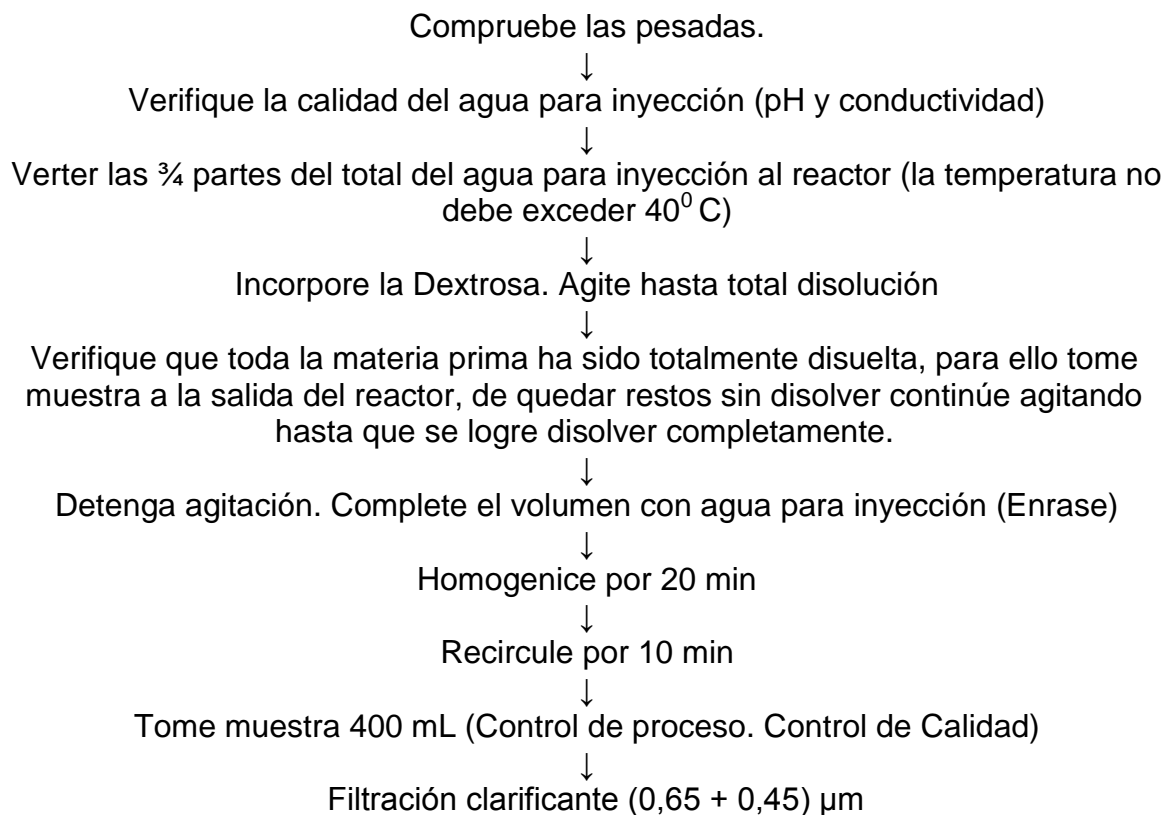 Compruebe las pesadas.
↓
Verifique la calidad del agua para inyección (pH y conductividad)
↓
Verter las ¾ partes del total del agua para inyección al reactor (la temperatura no
debe exceder 40⁰ C)
↓
Incorpore la Dextrosa. Agite hasta total disolución
↓
Verifique que toda la materia prima ha sido totalmente disuelta, para ello tome
muestra a la salida del reactor, de quedar restos sin disolver continúe agitando
hasta que se logre disolver completamente.
↓
Detenga agitación. Complete el volumen con agua para inyección (Enrase)
↓
Homogenice por 20 min
↓
Recircule por 10 min
↓
Tome muestra 400 mL (Control de proceso. Control de Calidad)
↓
Filtración clarificante (0,65 + 0,45) µm